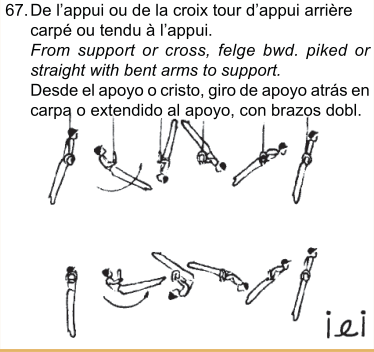 67. De l'appui ou de la croix tour d'appui arrière
carpé ou tendu à l'appui.
From support or cross, felge bwd. piked or
straight with bent arms to support.
Desde el apoyo o cristo, giro de apoyo atrás en
carpa o extendido al apoyo, con brazos dobl.
iei